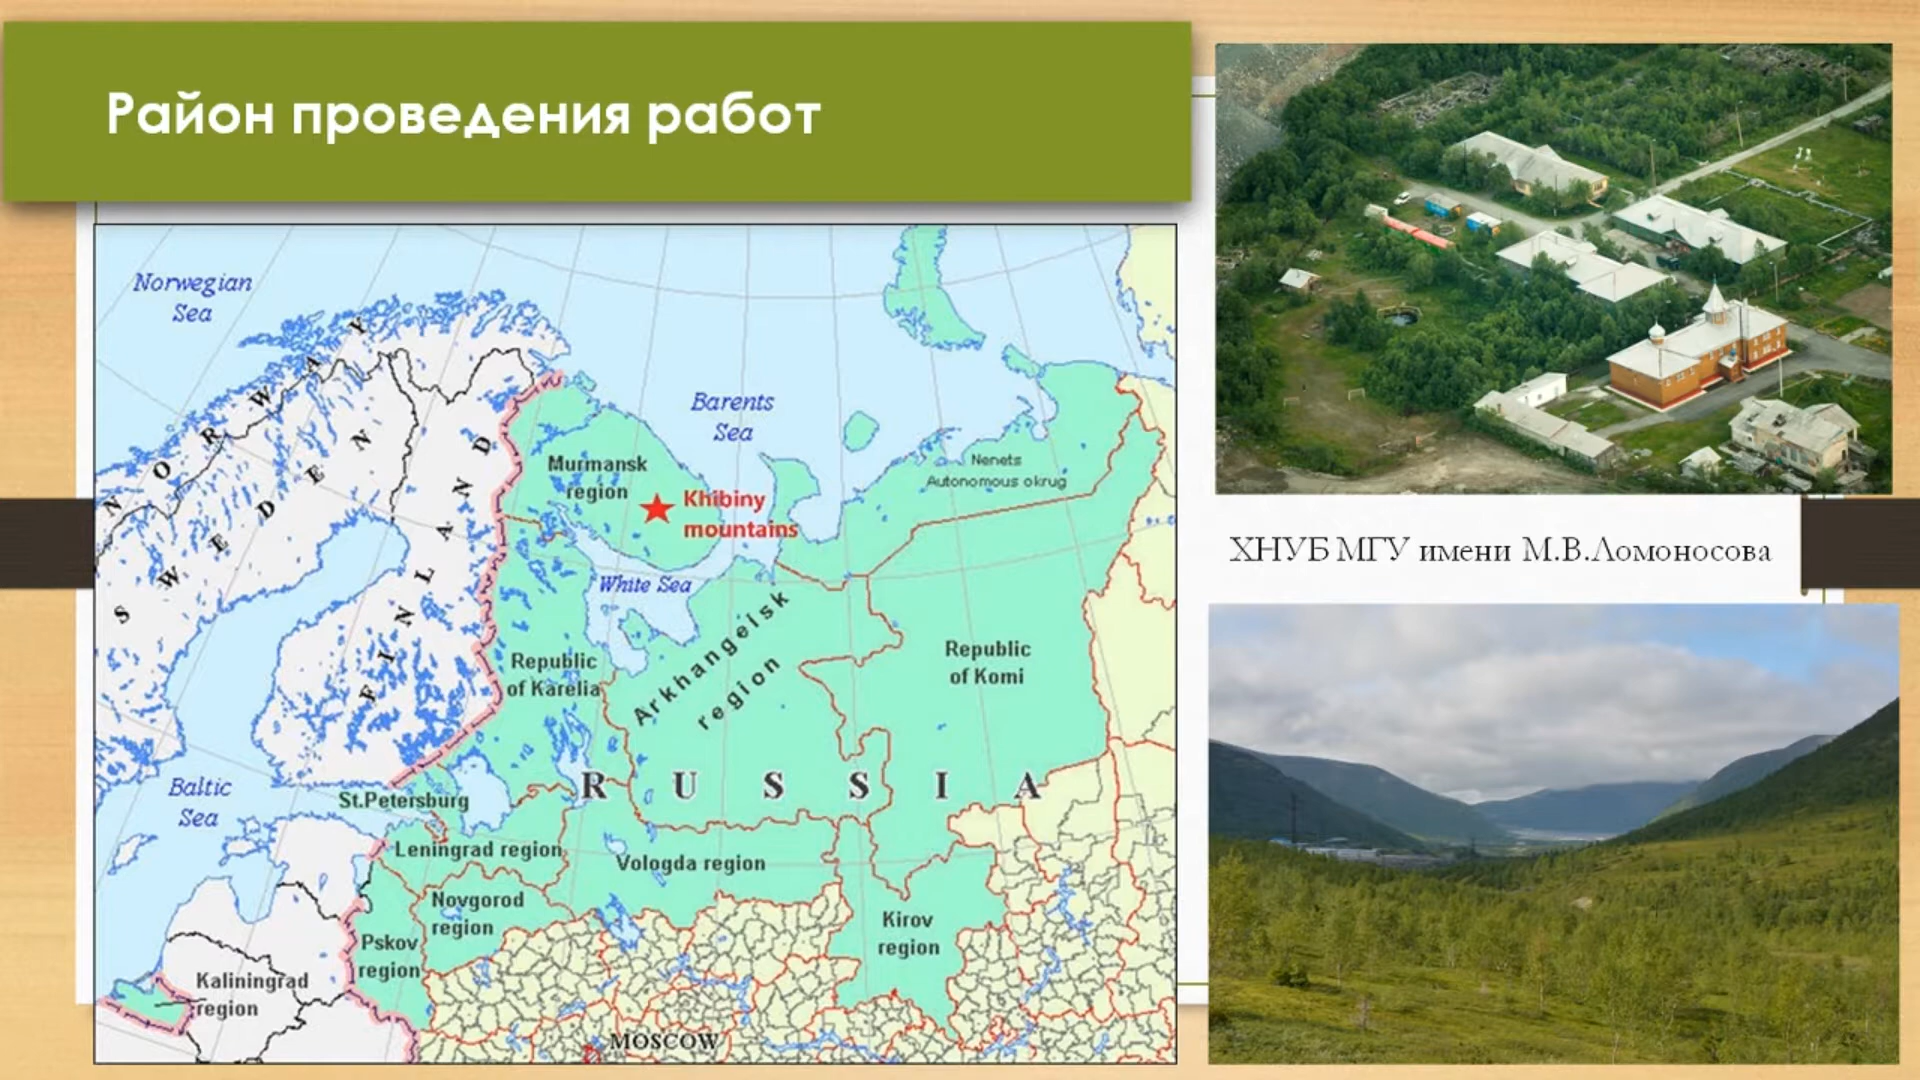 Район проведения работ
Norwegian
Sea
NORWAY
SWEDEN
FINLAND
Barents
Sea
Murmansk
region
Khibiny
mountains
Nenets
Autonomous okrug
White Sea
Arkhangelsk
region
Republic
of Karelia
Republic
of Komi
RUSSIA
Baltic
Sea
St.Petersburg
Leningrad region
Vologda region
Novgorod
region
Pskov
region
Kirov
region
Kaliningrad
region
MOSCOW
ХНУБ МГУ имени М.В.Ломоносова